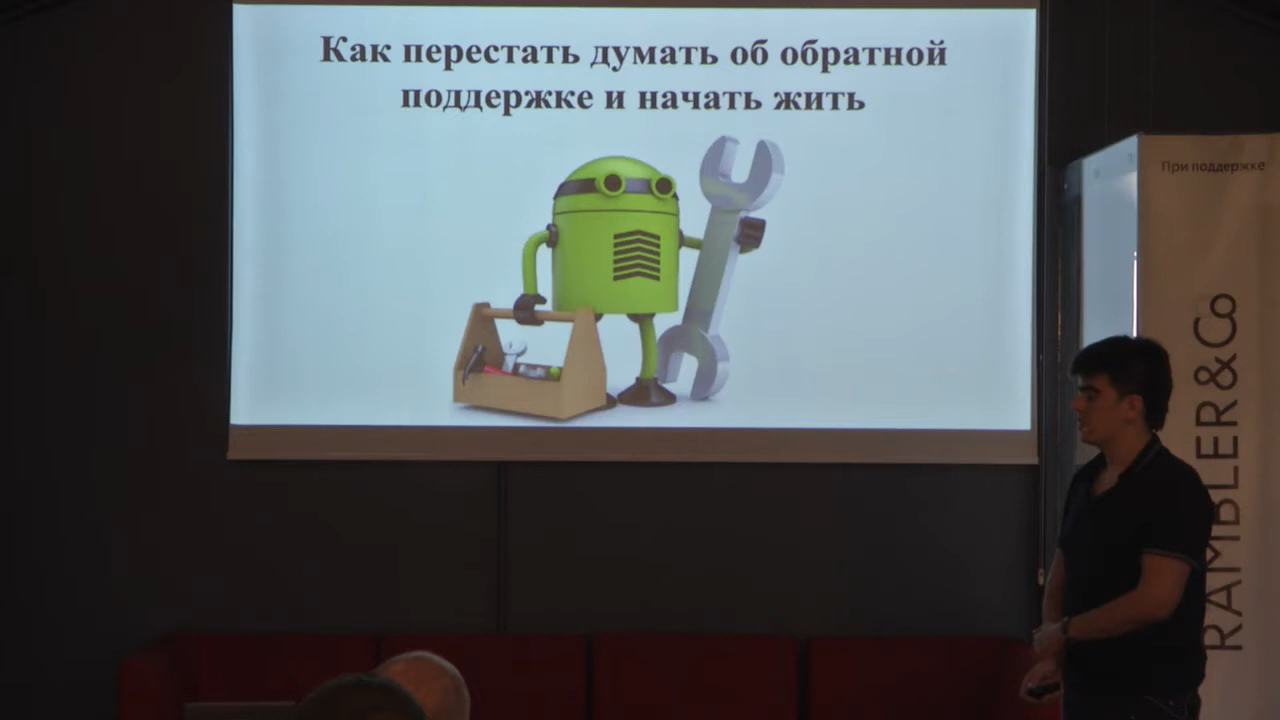 Как перестать думать об обратной
поддержке и начать жить
При поддержке
RAMBLER&Co